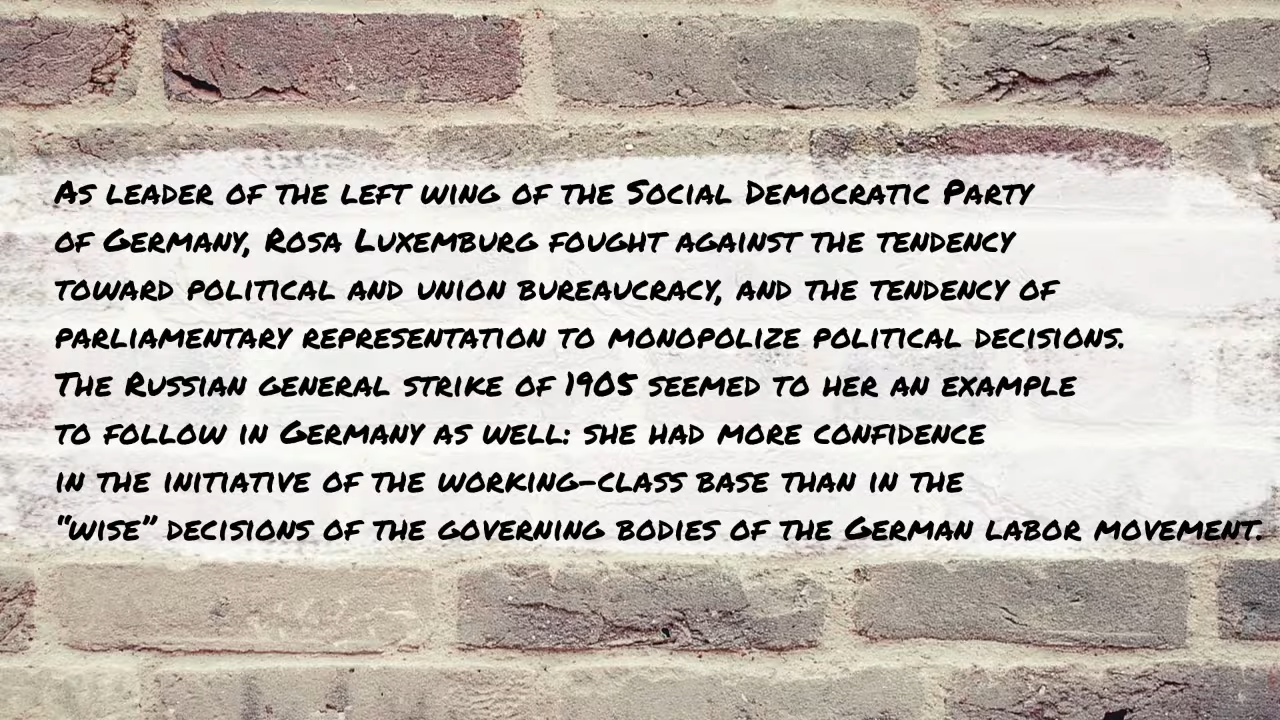 As leader of the left wing of the Social Democratic Party
of Germany, Rosa Luxemburg fought against the tendency
toward political and union bureaucracy, and the tendency of
parliamentary representation to monopolize political decisions.
The Russian general strike of 1905 seemed to her an example
to follow in Germany as well: she had more confidence
in the initiative of the working-class base than in the
“wise” decisions of the governing bodies of the German labor movement.